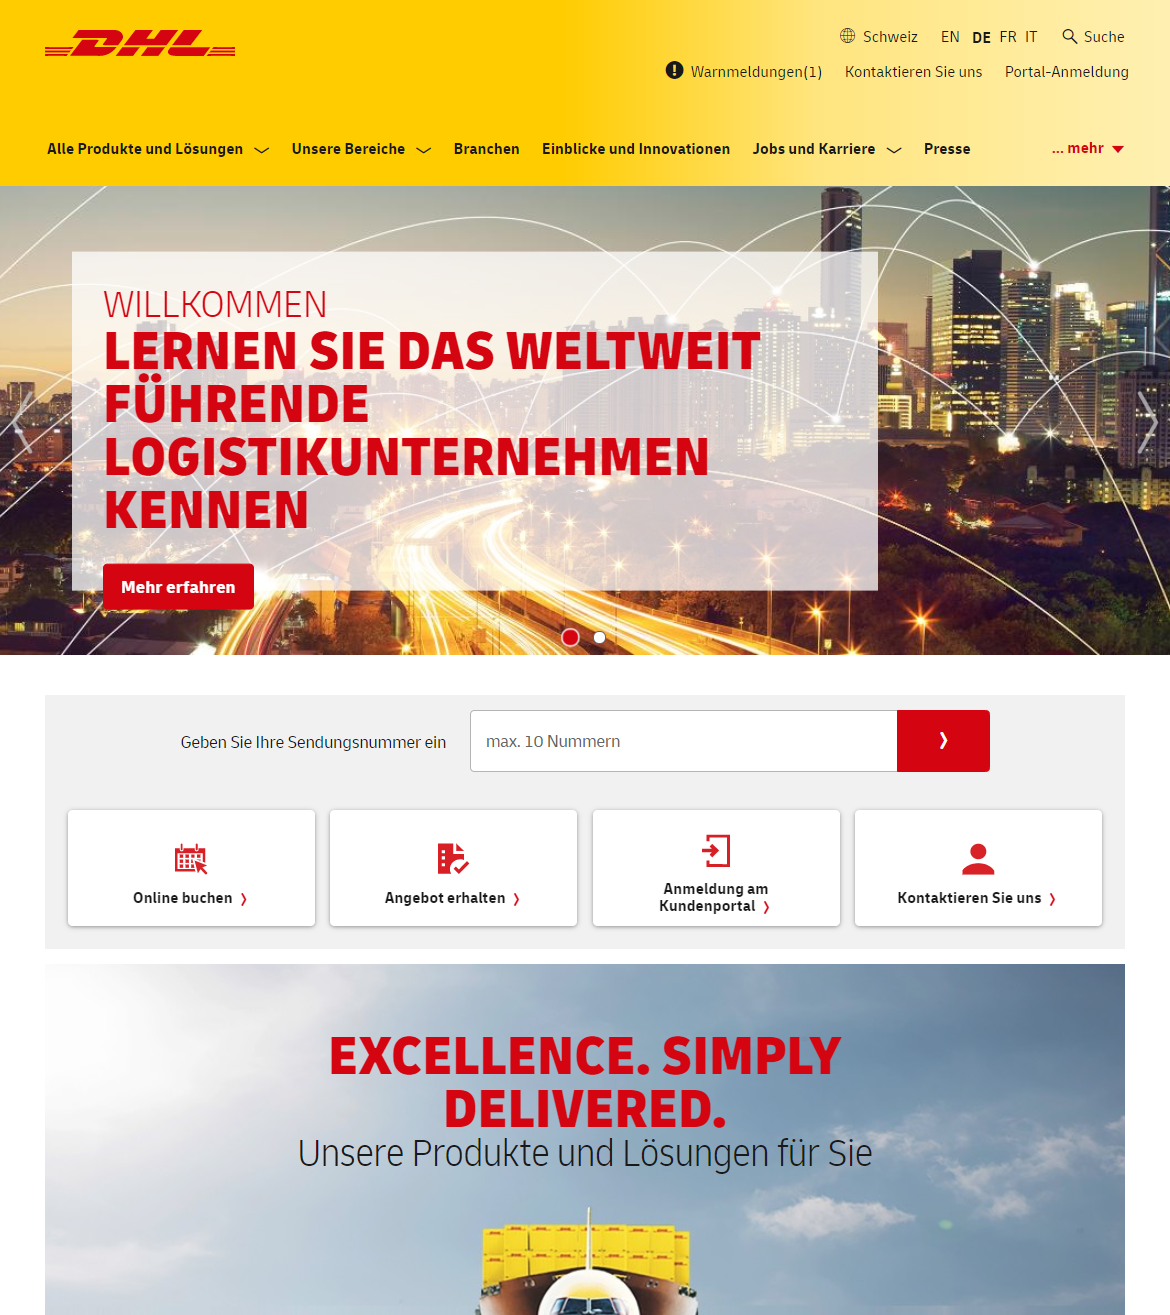 DHL
Schweiz EN DE FR IT Suche
Warnmeldungen(1) Kontaktieren Sie uns Portal-Anmeldung
Alle Produkte und Lösungen Unsere Bereiche Branchen Einblicke und Innovationen Jobs und Karriere Presse ... mehr
WILLKOMMEN
LERNEN SIE DAS WELTWEIT
FÜHRENDE
LOGISTIKUNTERNEHMEN
KENNEN
Mehr erfahren
Geben Sie Ihre Sendungsnummer ein max. 10 Nummern
Online buchen
Angebot erhalten
Anmeldung am
Kundenportal
Kontaktieren Sie uns
EXCELLENCE. SIMPLY
DELIVERED.
Unsere Produkte und Lösungen für Sie